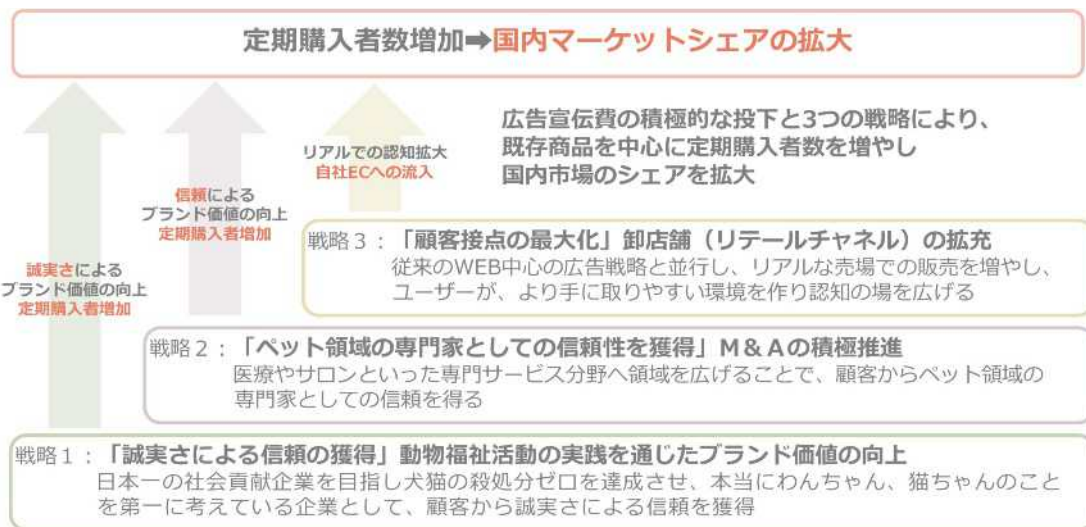 定期購入者数増加➡国内マーケットシェアの拡大
広告宣伝費の積極的な投下と3つの戦略により、
既存商品を中心に定期購入者数を増やし
国内市場のシェアを拡大
リアルでの認知拡大
自社ECへの流入
信頼による
ブランド価値の向上
定期購入者増加
誠実さによる
ブランド価値の向上
定期購入者増加
戦略３：「顧客接点の最大化」卸店舗（リテールチャネル）の拡充
従来のWEB中心の広告戦略と並行し、リアルな売場での販売を増やし、
ユーザーが、より手に取りやすい環境を作り認知の場を広げる
戦略２：「ペット領域の専門家としての信頼性を獲得」M＆Aの積極推進
医療やサロンといった専門サービス分野へ領域を広げることで、顧客からペット領域の
専門家としての信頼を得る
戦略１：「誠実さによる信頼の獲得」動物福祉活動の実践を通じたブランド価値の向上
日本一の社会貢献企業を目指し犬猫の殺処分ゼロを達成させ、本当にわんちゃん、猫ちゃんのこと
を第一に考えている企業として、顧客から誠実さによる信頼を獲得